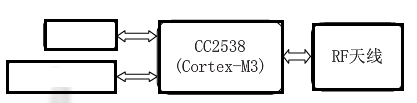 CC2538
(Cortex-M3)
RF天线